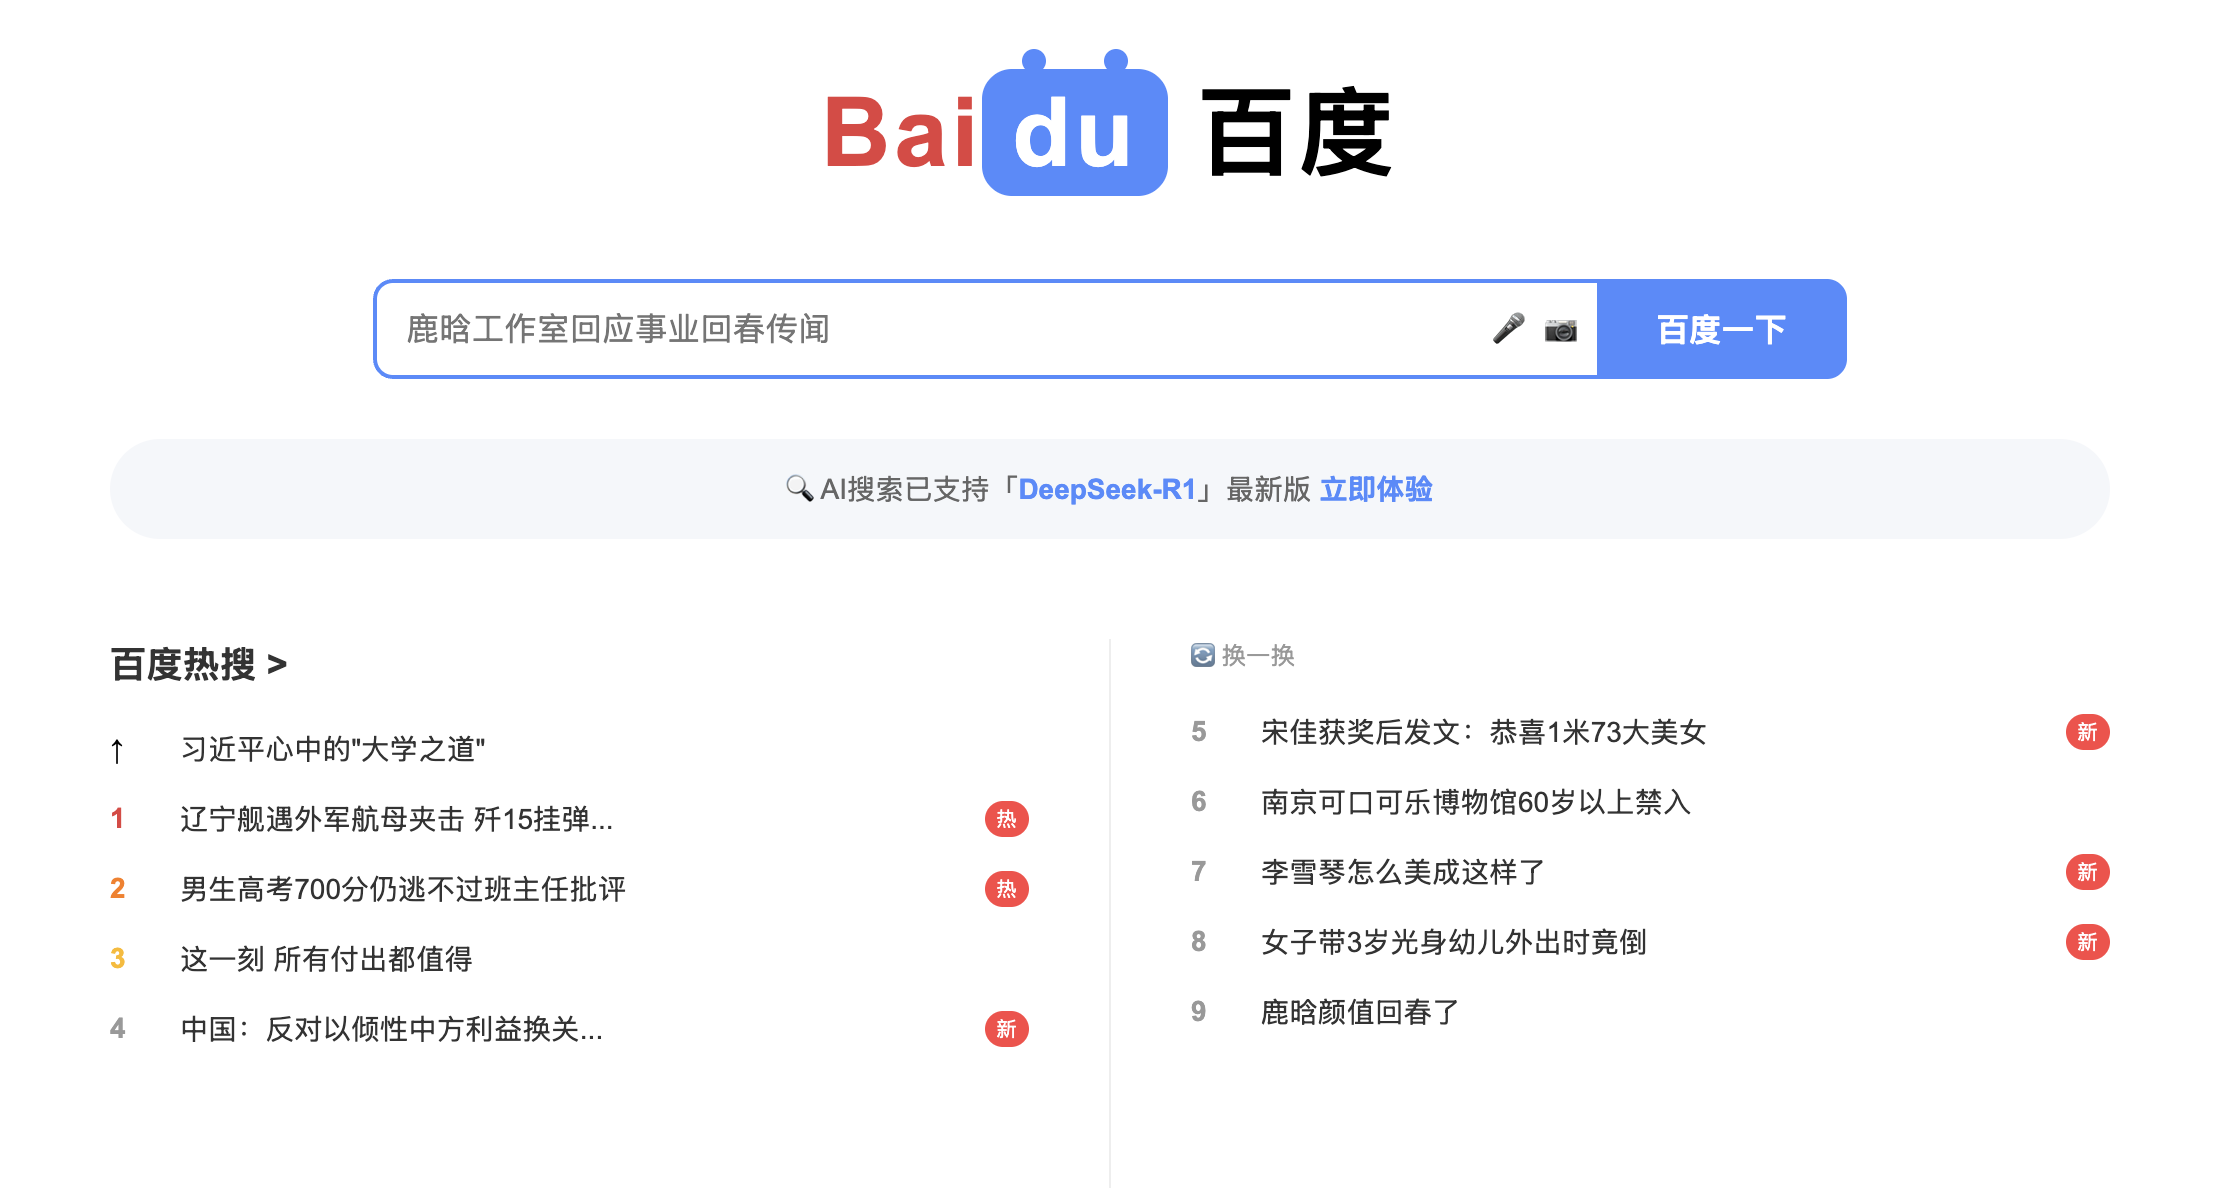 Baidu 百度
鹿晗工作室回应事业回春传闻
百度一下
AI搜索已支持「DeepSeek-R1」最新版 立即体验
百度热搜 >
↑ 习近平心中的"大学之道"
1 辽宁舰遇外军航母夹击 歼15挂弹... 热
2 男生高考700分仍逃不过班主任批评 热
3 这一刻 所有付出都值得
4 中国：反对以倾性中方利益换关... 新
换一换
5 宋佳获奖后发文：恭喜1米73大美女 新
6 南京可口可乐博物馆60岁以上禁入
7 李雪琴怎么美成这样了 新
8 女子带3岁光身幼儿外出时竟倒 新
9 鹿晗颜值回春了